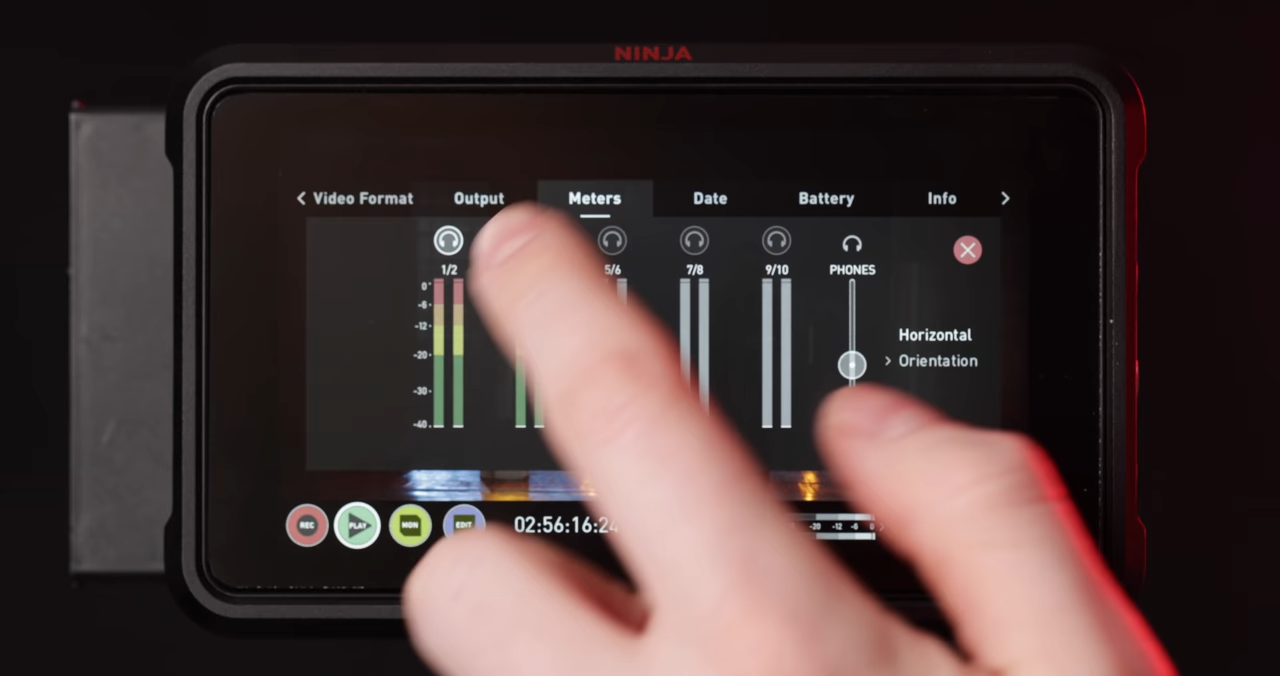 NINJA
Video Format Output Meters Date Battery Info
1/2 5/6 7/8 9/10 PHONES
0
-6
-12
-20
-30
-40
Horizontal
Orientation
REC PLAY MON EDIT 02:56:16:24 -20 -12 -6 0